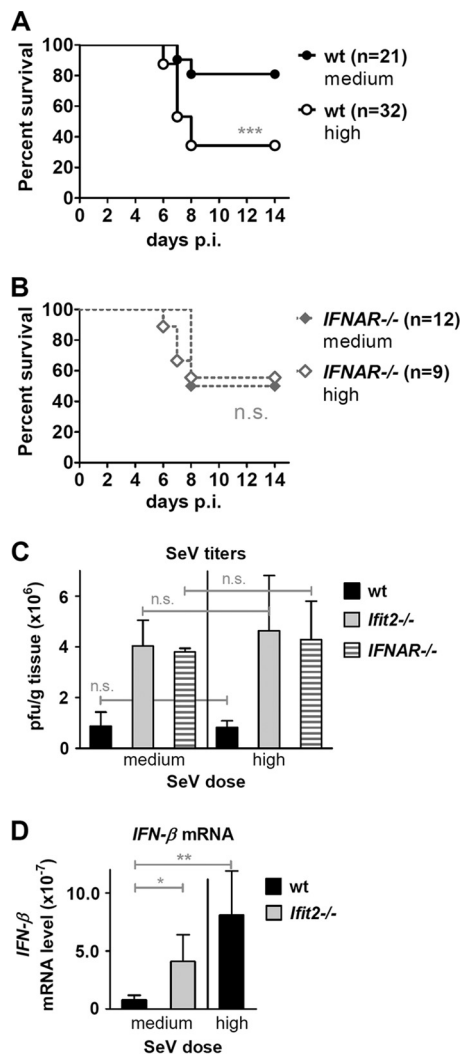 A
Percent survival
100
80
60
40
20
0
***
0 2 4 6 8 10 12 14
days p.i.
wt (n=21)
medium
wt (n=32)
high
B
Percent survival
100
80
60
40
20
0
n.s.
0 2 4 6 8 10 12 14
days p.i.
IFNAR-/- (n=12)
medium
IFNAR-/- (n=9)
high
C
SeV titers
pfu/g tissue (x10⁶)
6
4
2
0
n.s.
n.s.
n.s.
medium high
SeV dose
wt
Ifit2-/-
IFNAR-/-
D
IFN-β mRNA
IFN-β
mRNA level (x10⁻⁷)
10.0
5.0
0.0
**
*
medium high
SeV dose
wt
Ifit2-/-